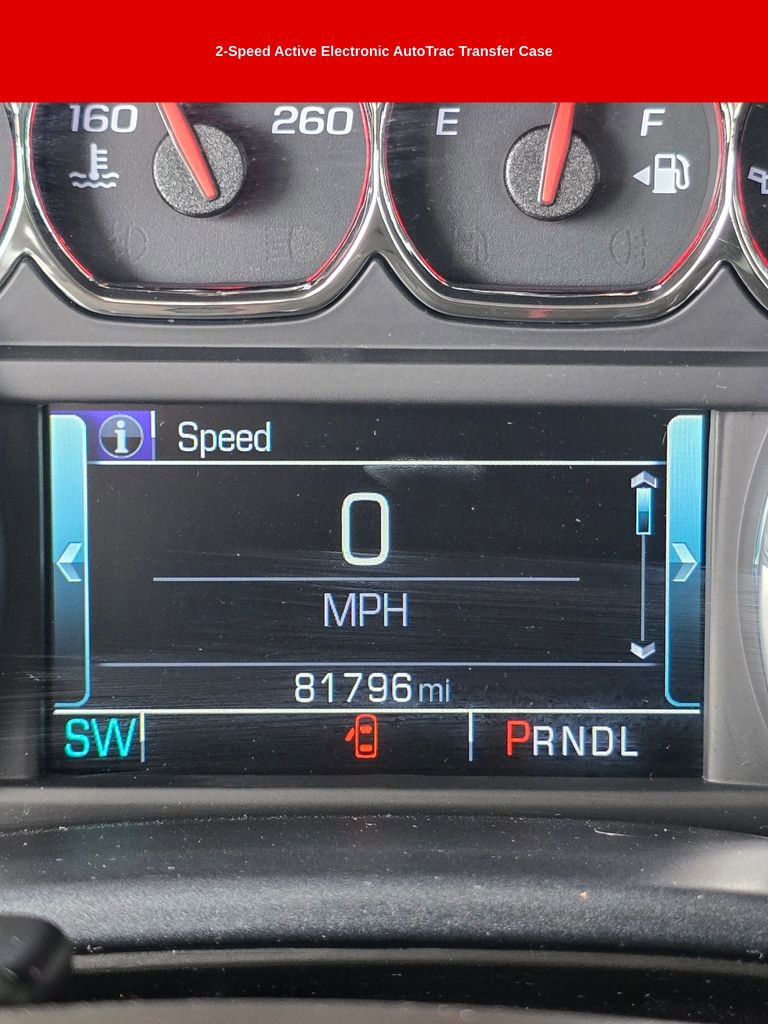 2-Speed Active Electronic AutoTrac Transfer Case
160 260 E F
i Speed
0
MPH
81796 mi
SW PRNDL